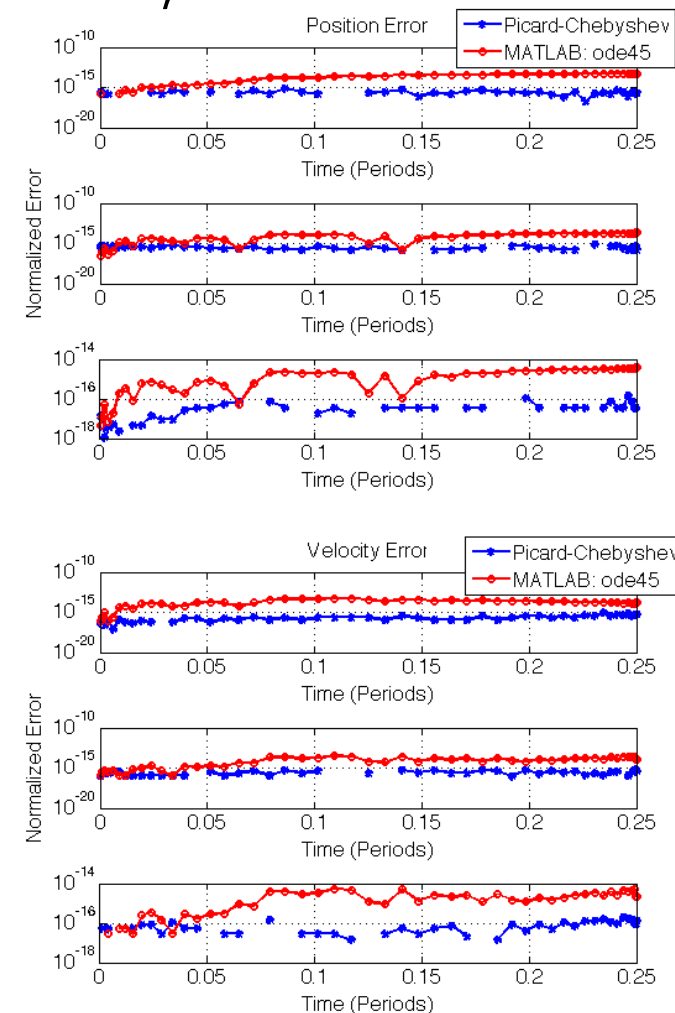 Position Error
Picard-Chebyshev
MATLAB: ode45
10^-10
10^-15
10^-20
0 0.05 0.1 0.15 0.2 0.25
Time (Periods)
Normalized Error
10^-10
10^-15
10^-20
0 0.05 0.1 0.15 0.2 0.25
Time (Periods)
10^-14
10^-16
10^-18
0 0.05 0.1 0.15 0.2 0.25
Time (Periods)
Velocity Error
Picard-Chebyshev
MATLAB: ode45
10^-10
10^-15
10^-20
0 0.05 0.1 0.15 0.2 0.25
Time (Periods)
Normalized Error
10^-10
10^-15
10^-20
0 0.05 0.1 0.15 0.2 0.25
Time (Periods)
10^-14
10^-16
10^-18
0 0.05 0.1 0.15 0.2 0.25
Time (Periods)